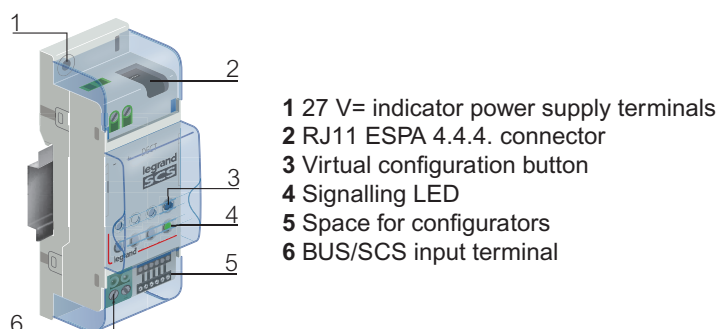 1
2
legrand
SCS
3
4
legrand
5
6
1 27 V= indicator power supply terminals
2 RJ11 ESPA 4.4.4. connector
3 Virtual configuration button
4 Signalling LED
5 Space for configurators
6 BUS/SCS input terminal